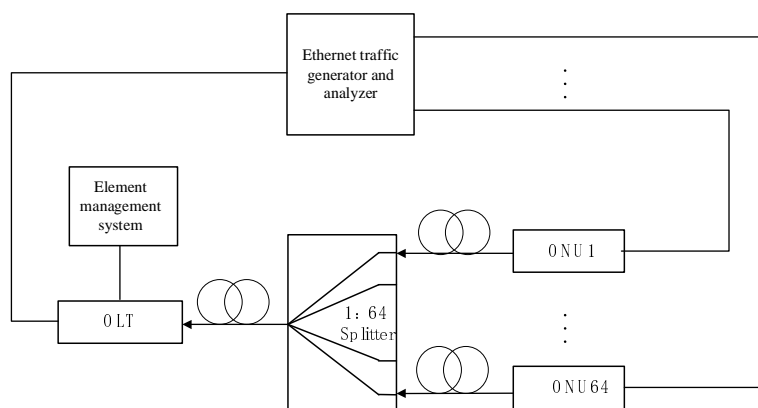 Ethernet traffic
generator and
analyzer
Element
management
system
ONU1
OLT
1: 64
Splitter
ONU64